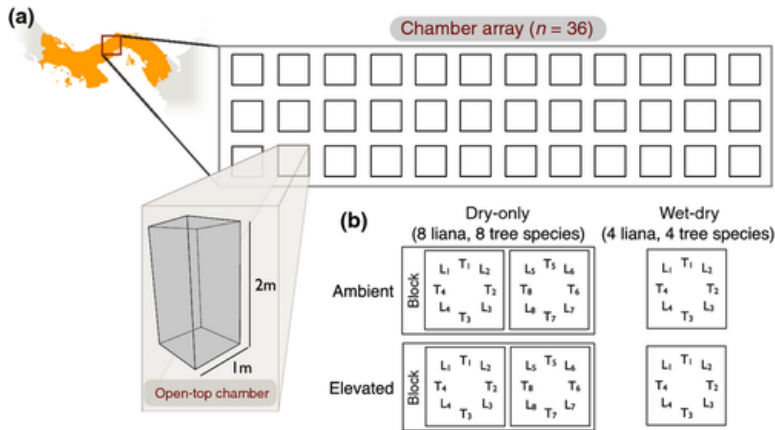 (a)
Chamber array (n = 36)
2m
1m
Open-top chamber
(b)
Dry-only
(8 liana, 8 tree species)
Wet-dry
(4 liana, 4 tree species)
Ambient
Block
L₁ T₁ L₂
T₄ T₂
L₄ L₃
T₃
L₅ T₅ L₆
T₈ T₆
L₈ L₇
T₇
L₁ T₁ L₂
T₄ T₂
L₄ L₃
T₃
Elevated
Block
L₁ T₁ L₂
T₄ T₂
L₄ L₃
T₃
L₅ T₅ L₆
T₈ T₆
L₈ L₇
T₇
L₁ T₁ L₂
T₄ T₂
L₄ L₃
T₃